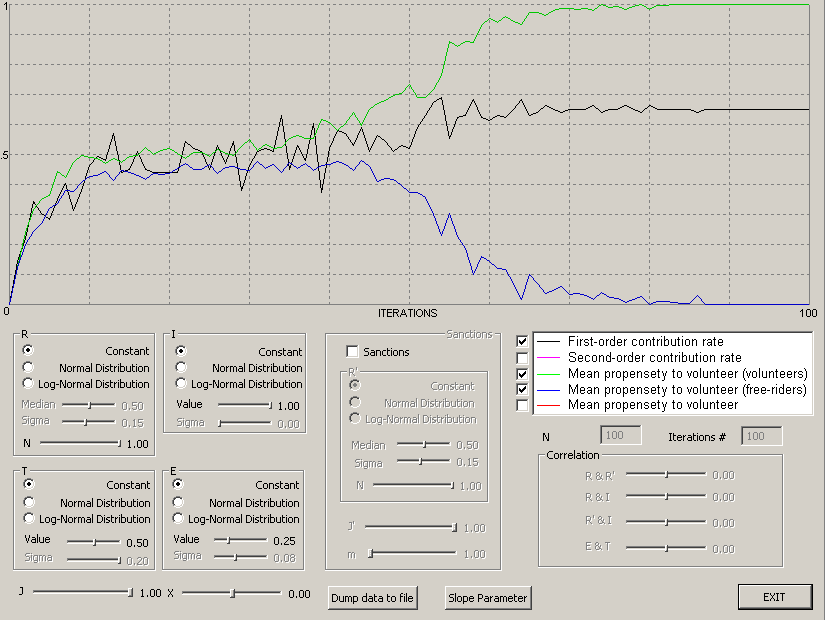 1
.5
0
ITERATIONS
100
R
Constant
Normal Distribution
Log-Normal Distribution
Median 0.50
Sigma 0.15
N 1.00
I
Constant
Normal Distribution
Log-Normal Distribution
Value 1.00
Sigma 0.00
Sanctions
Sanctions
R'
Constant
Normal Distribution
Log-Normal Distribution
Median 0.50
Sigma 0.15
N 1.00
J' 1.00
m 1.00
First-order contribution rate
Second-order contribution rate
Mean propensety to volunteer (volunteers)
Mean propensety to volunteer (free-riders)
Mean propensety to volunteer
N 100 Iterations # 100
Correlation
R & R' 0.00
R & I 0.00
R' & I 0.00
E & T 0.00
T
Constant
Normal Distribution
Log-Normal Distribution
Value 0.50
Sigma 0.20
E
Constant
Normal Distribution
Log-Normal Distribution
Value 0.25
Sigma 0.08
J 1.00 X 0.00
Dump data to file
Slope Parameter
EXIT